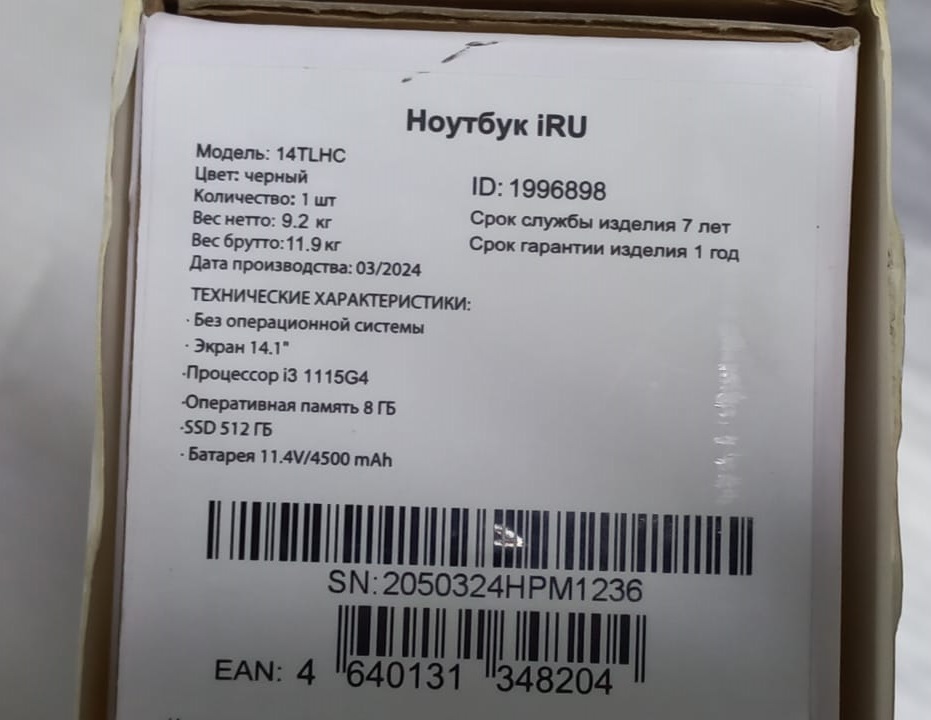 Ноутбук iRU
Модель: 14TLHC
Цвет: черный
Количество: 1 шт
Вес нетто: 9.2 кг
Вес брутто:11.9 кг
Дата производства: 03/2024
ID: 1996898
Срок службы изделия 7 лет
Срок гарантии изделия 1 год
ТЕХНИЧЕСКИЕ ХАРАКТЕРИСТИКИ:
· Без операционной системы
· Экран 14.1"
·Процессор i3 1115G4
·Оперативная память 8 ГБ
·SSD 512 ГБ
· Батарея 11.4V/4500 mAh
SN:2050324HPM1236
EAN: 4 640131 348204